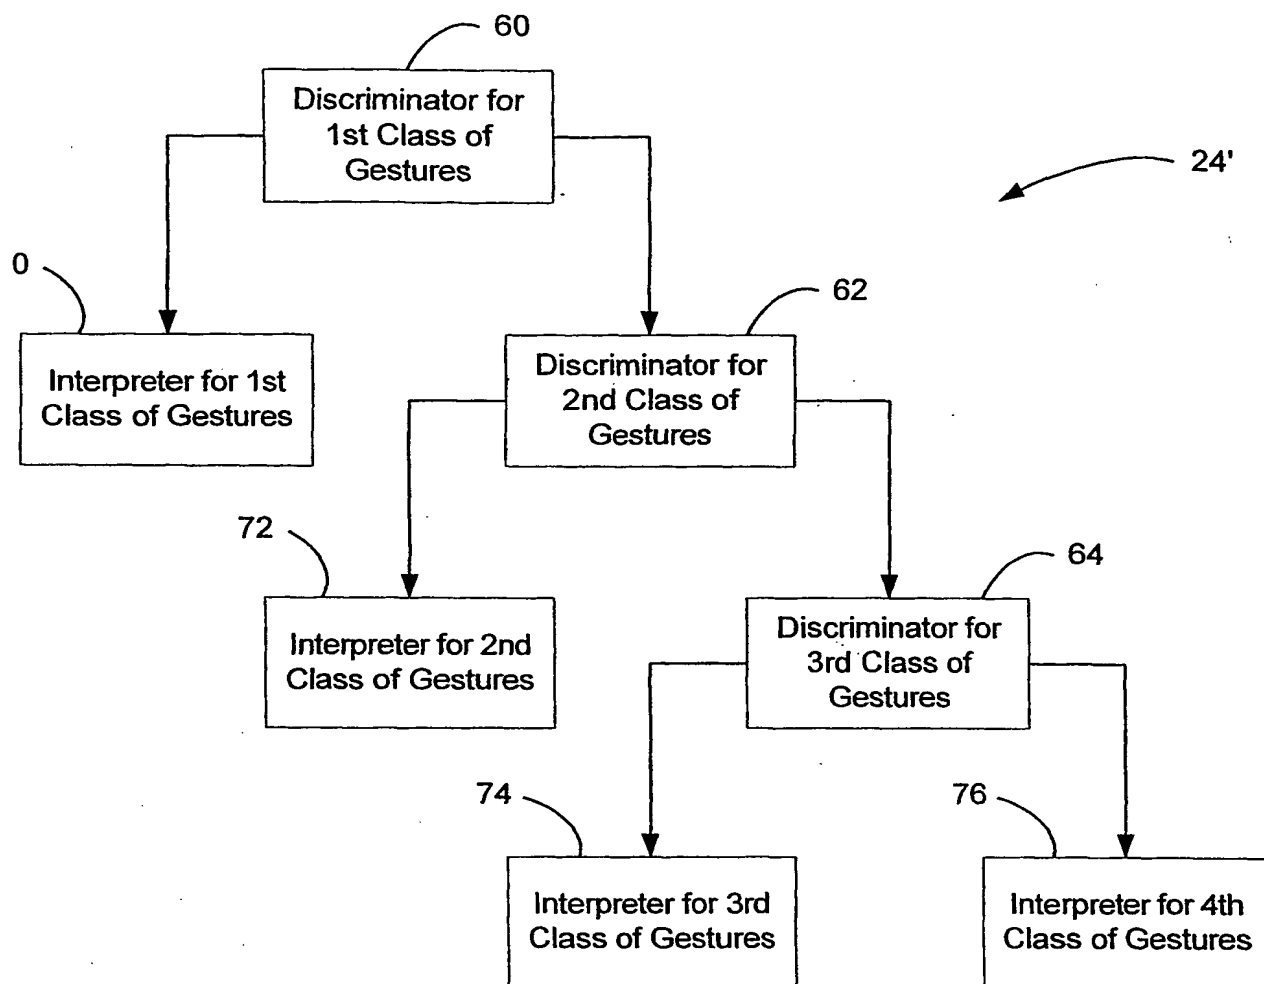 60
Discriminator for
1st Class of
Gestures
24'
0
62
Interpreter for 1st
Class of Gestures
Discriminator for
2nd Class of
Gestures
72
64
Interpreter for 2nd
Class of Gestures
Discriminator for
3rd Class of
Gestures
74
76
Interpreter for 3rd
Class of Gestures
Interpreter for 4th
Class of Gestures